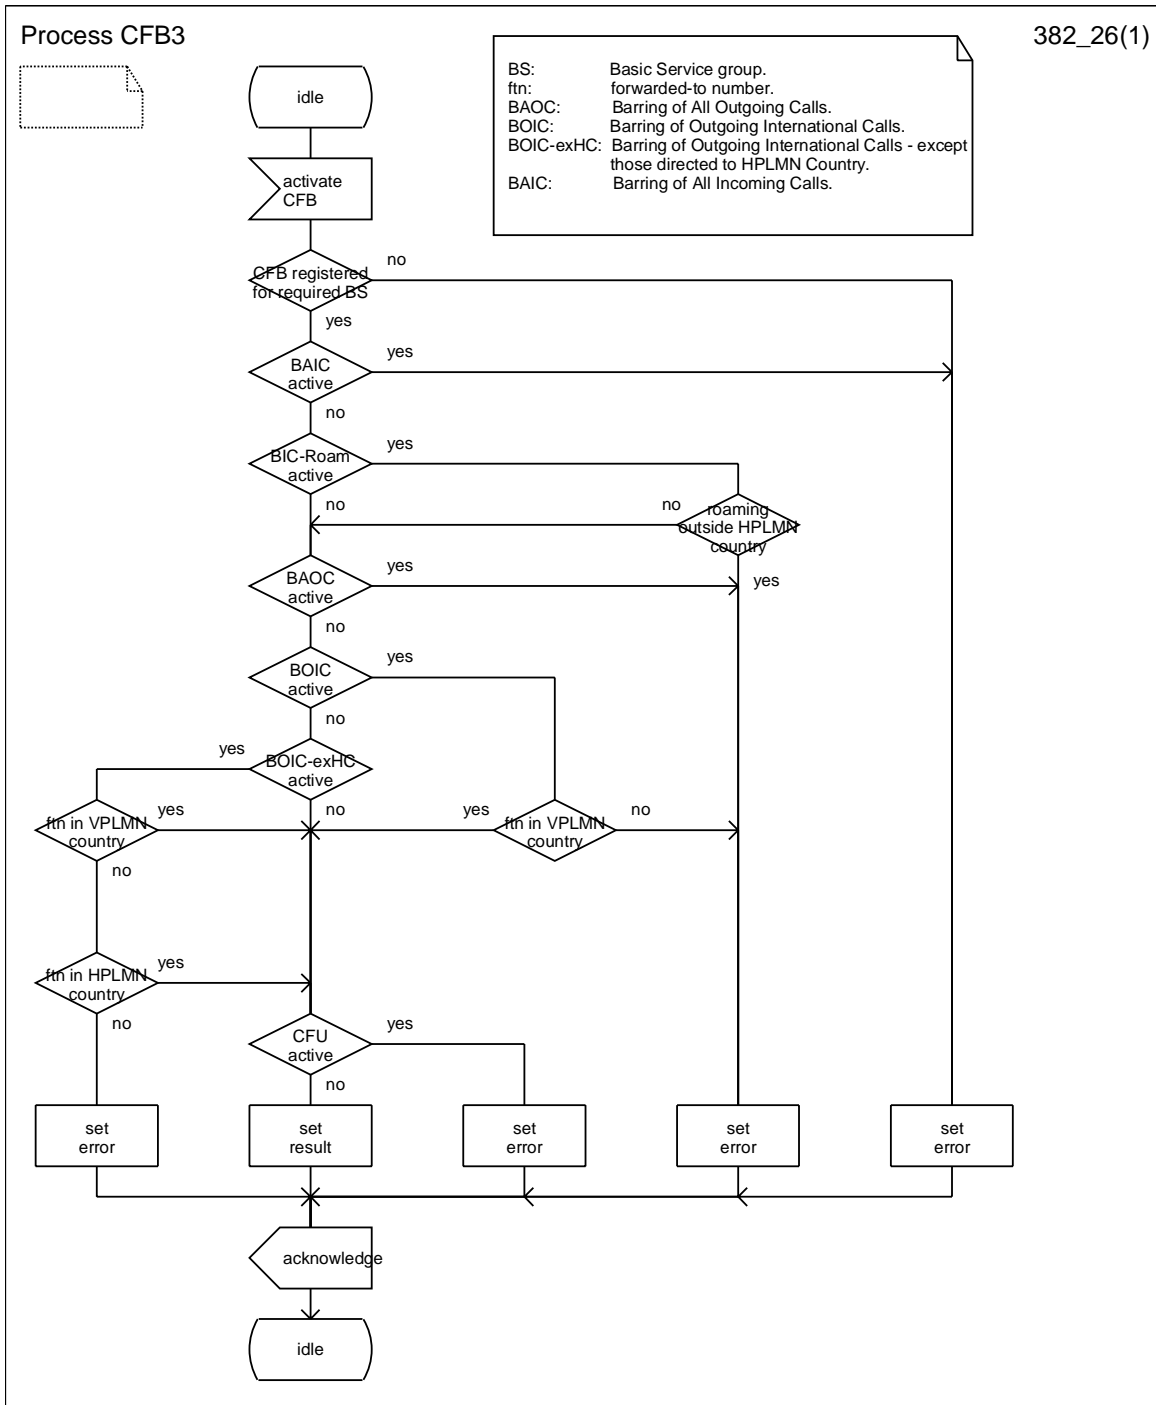 Process CFB3
382_26(1)
BS: Basic Service group.
ftn: forwarded-to number.
BAOC: Barring of All Outgoing Calls.
BOIC: Barring of Outgoing International Calls.
BOIC-exHC: Barring of Outgoing International Calls - except
those directed to HPLMN Country.
BAIC: Barring of All Incoming Calls.
idle
activate
CFB
CFB registered
for required BS
no
yes
BAIC
active
yes
no
BIC-Roam
active
yes
no
roaming
outside HPLMN
country
no
yes
BAOC
active
yes
no
BOIC
active
yes
no
BOIC-exHC
active
yes
no
ftn in VPLMN
country
yes
no
ftn in VPLMN
country
yes
no
ftn in HPLMN
country
yes
no
CFU
active
yes
no
set
error
set
result
set
error
set
error
set
error
acknowledge
idle